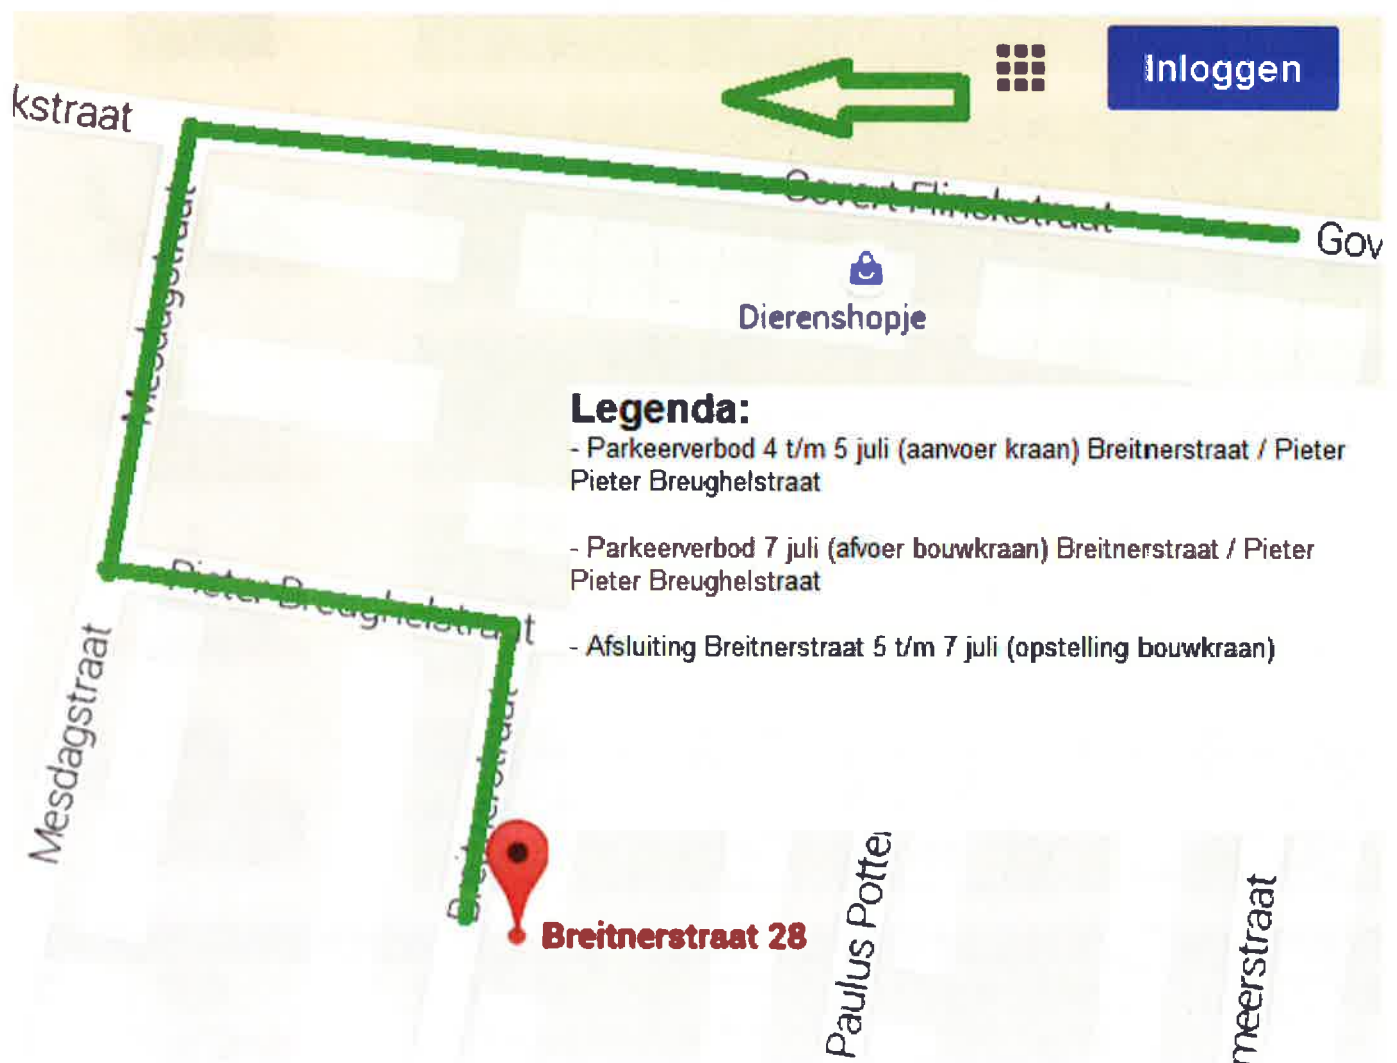 Inloggen
kstraat
Govert Flinckstraat
Gov
Mesdagstraat
Dierenshopje
Legenda:
- Parkeerverbod 4 t/m 5 juli (aanvoer kraan) Breitnerstraat / Pieter
Pieter Breughelstraat
- Parkeerverbod 7 juli (afvoer bouwkraan) Breitnerstraat / Pieter
Pieter Breughelstraat
Pieter Breughelstraat
- Afsluiting Breitnerstraat 5 t/m 7 juli (opstelling bouwkraan)
Mesdagstraat
Breitnerstraat
Breitnerstraat 28
Paulus Potter
meerstraat